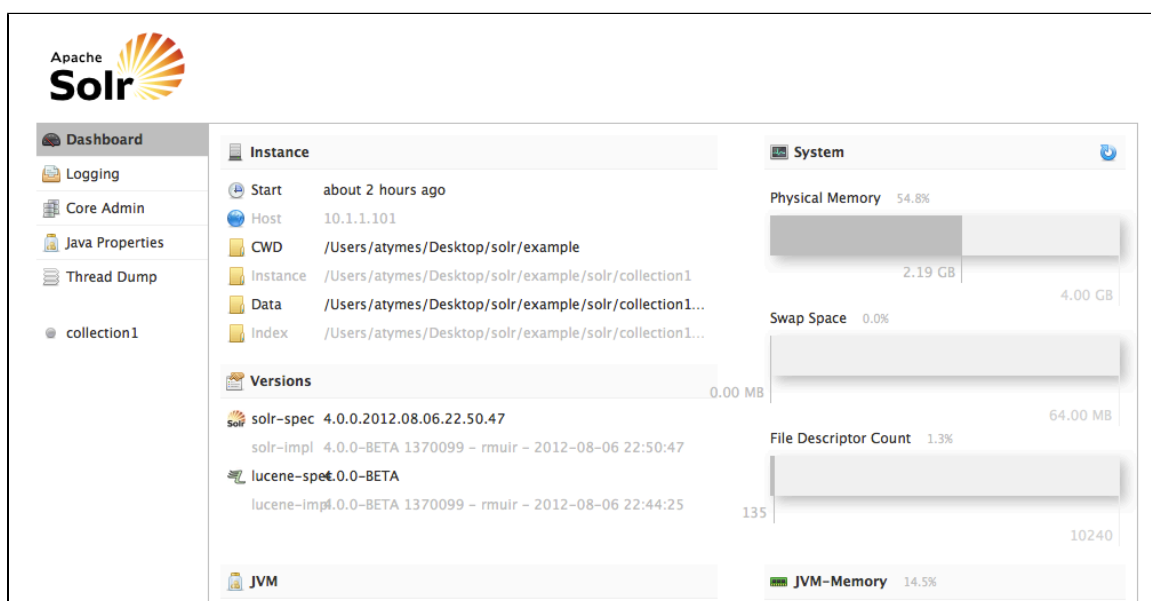 Apache
Solr
Dashboard
Logging
Core Admin
Java Properties
Thread Dump
collection1
Instance
Start about 2 hours ago
Host 10.1.1.101
CWD /Users/atymes/Desktop/solr/example
Instance /Users/atymes/Desktop/solr/example/solr/collection1
Data /Users/atymes/Desktop/solr/example/solr/collection1...
Index /Users/atymes/Desktop/solr/example/solr/collection1...
Versions
solr-spec 4.0.0.2012.08.06.22.50.47
solr-impl 4.0.0-BETA 1370099 - rmuir - 2012-08-06 22:50:47
lucene-spec 4.0.0-BETA
lucene-impl 4.0.0-BETA 1370099 - rmuir - 2012-08-06 22:44:25
JVM
System
Physical Memory 54.8%
2.19 GB
4.00 GB
Swap Space 0.0%
0.00 MB
64.00 MB
File Descriptor Count 1.3%
135
10240
JVM-Memory 14.5%